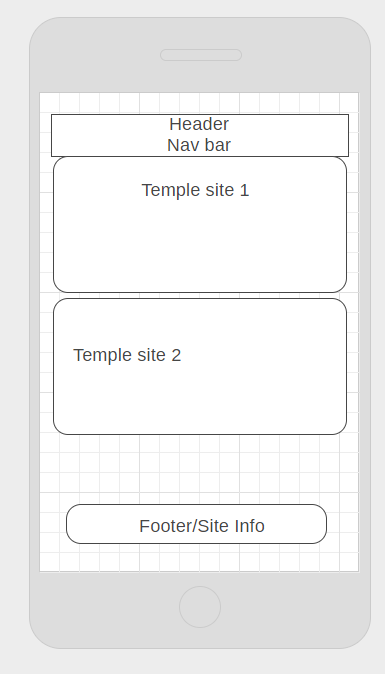 Header
Nav bar
Temple site 1
Temple site 2
Footer/Site Info